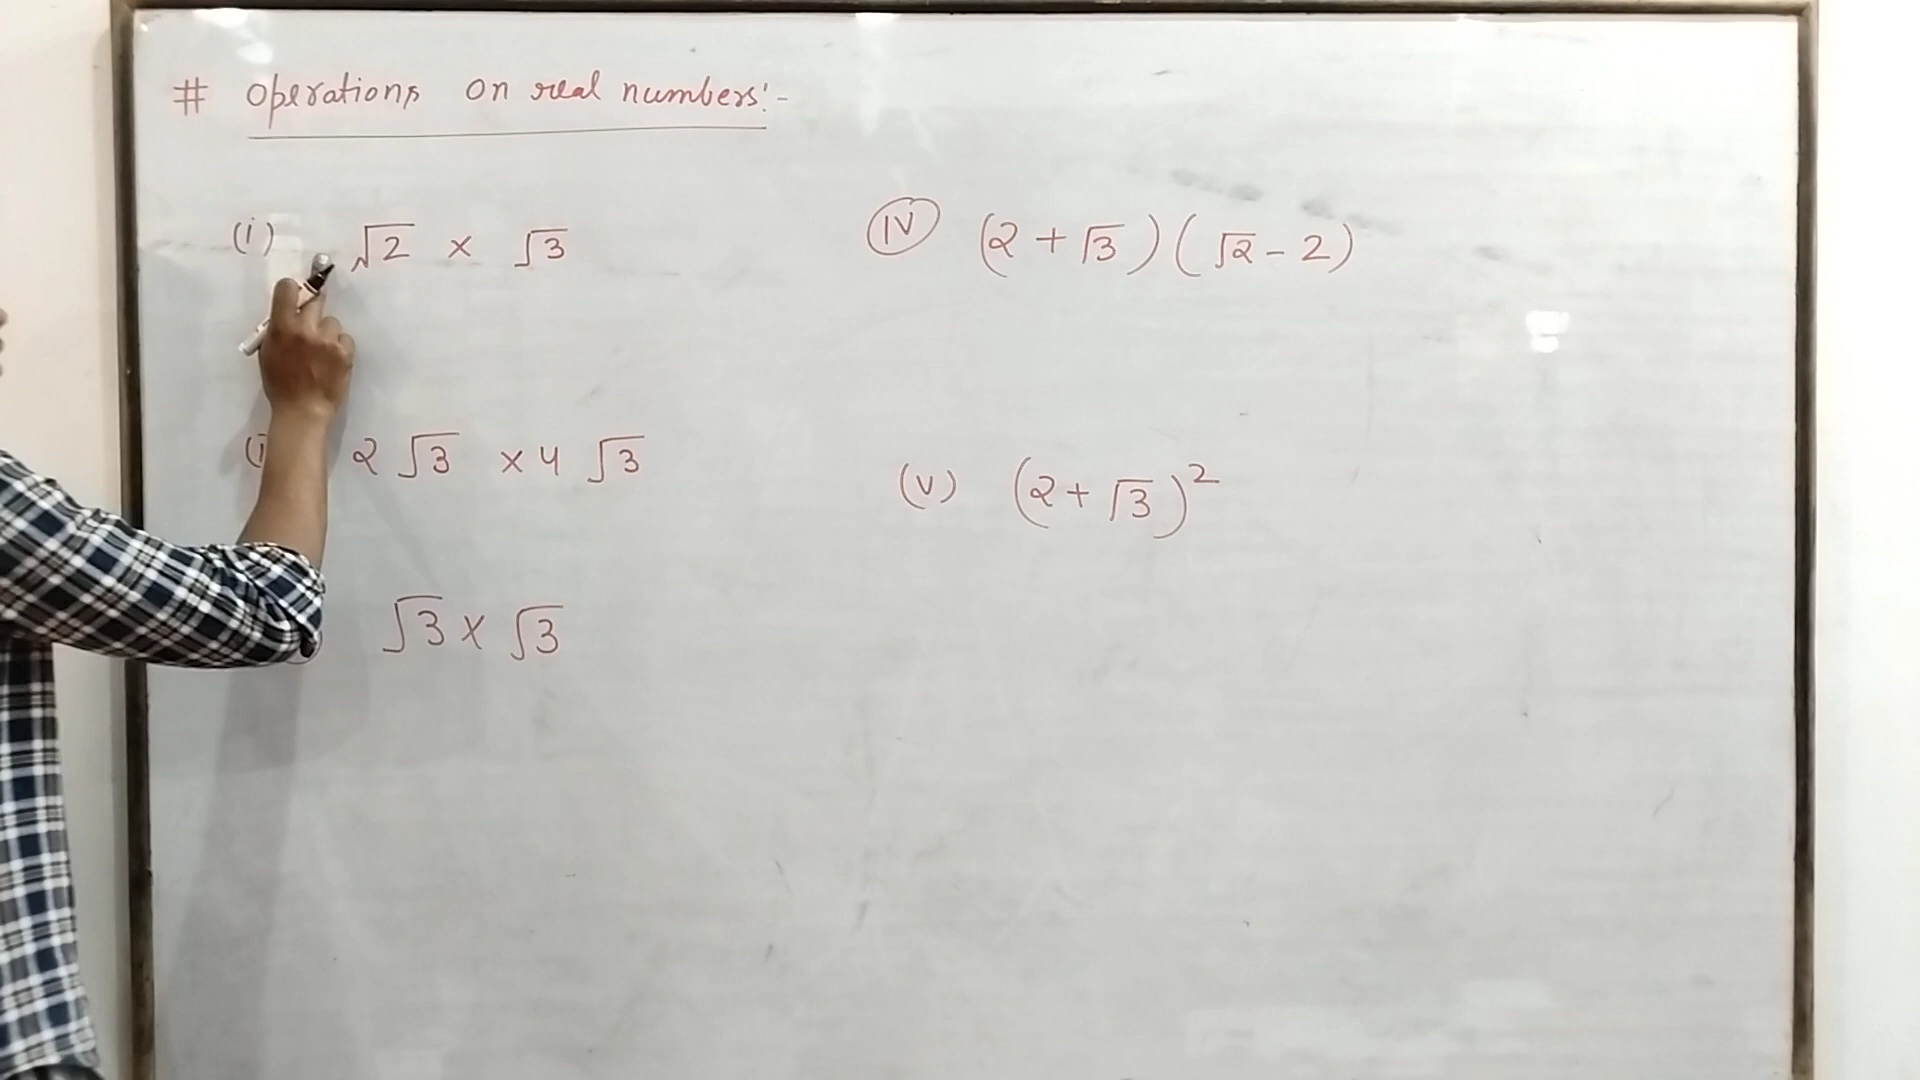 # Operations on real numbers:-
(i) √2 × √3
2√3 × 4√3
√3 × √3
(IV) (2 + √3)(√2 - 2)
(V) (2 + √3)²